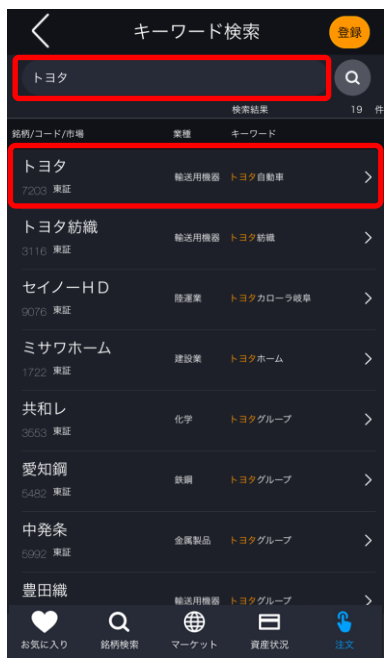 キーワード検索
登録
トヨタ
検索結果 19 件
銘柄/コード/市場 業種 キーワード
トヨタ
輸送用機器 トヨタ自動車
7203 東証
トヨタ紡織
輸送用機器 トヨタ紡織
3116 東証
セイノーＨＤ
陸運業 トヨタカローラ岐阜
9076 東証
ミサワホーム
建設業 トヨタホーム
1722 東証
共和レ
化学 トヨタグループ
3553 東証
愛知鋼
鉄鋼 トヨタグループ
5482 東証
中発条
金属製品 トヨタグループ
5992 東証
豊田織
輸送用機器 トヨタグループ
お気に入り 銘柄検索 マーケット 資産状況 注文